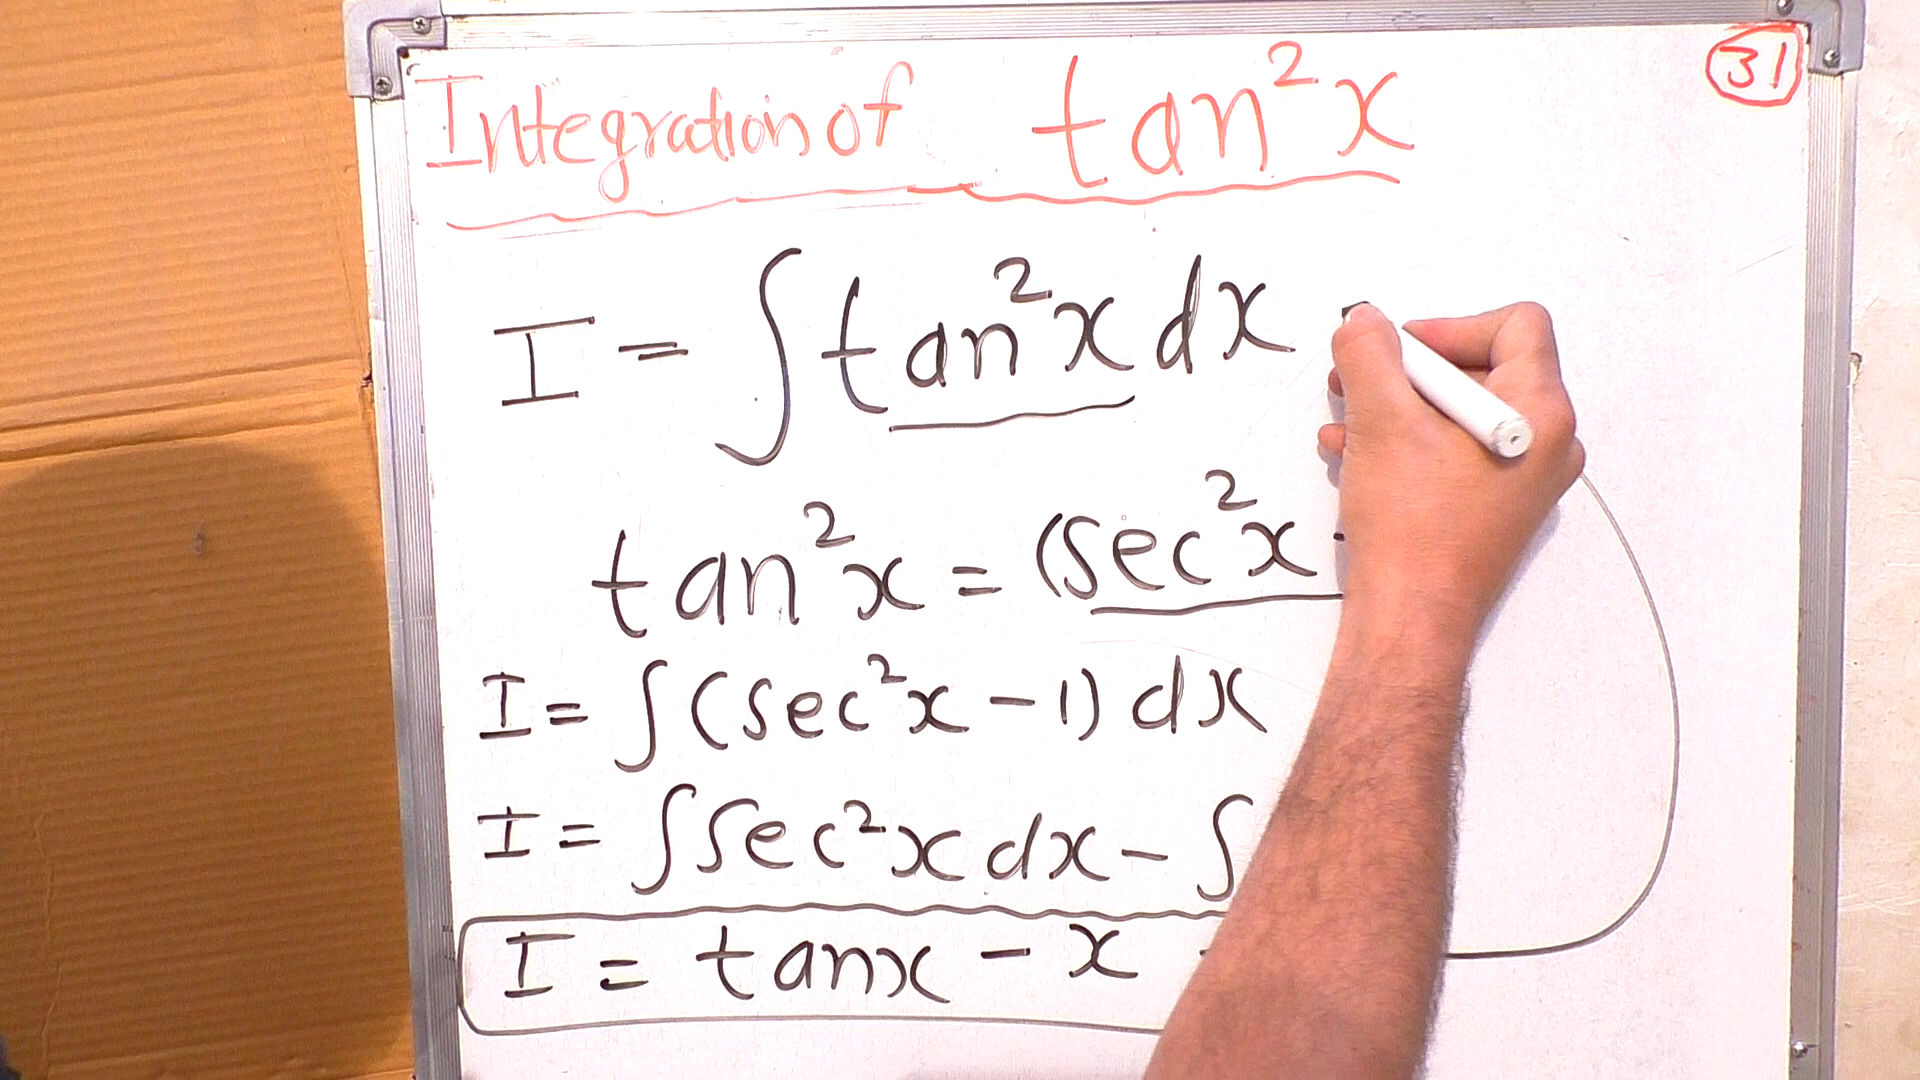 Integration of tan²x
31
I = ∫tan²x dx
tan²x = (sec²x -
I = ∫(sec²x - 1) dx
I = ∫sec²x dx - ∫
I = tanx - x -